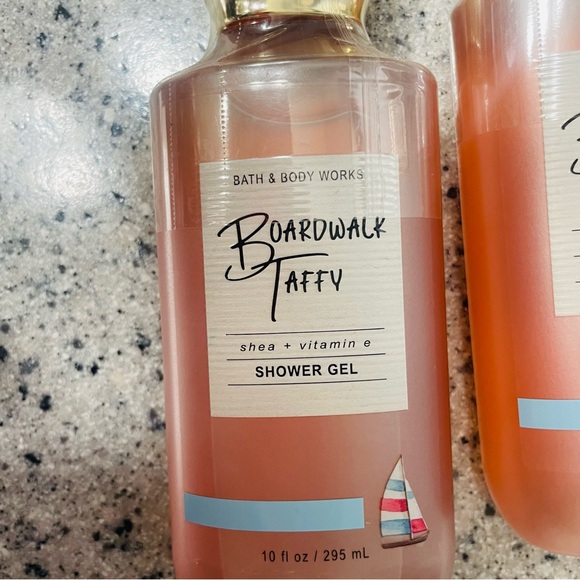 BATH & BODY WORKS
BOARDWALK
TAFFY
shea + vitamin e
SHOWER GEL
10 fl oz / 295 mL
B